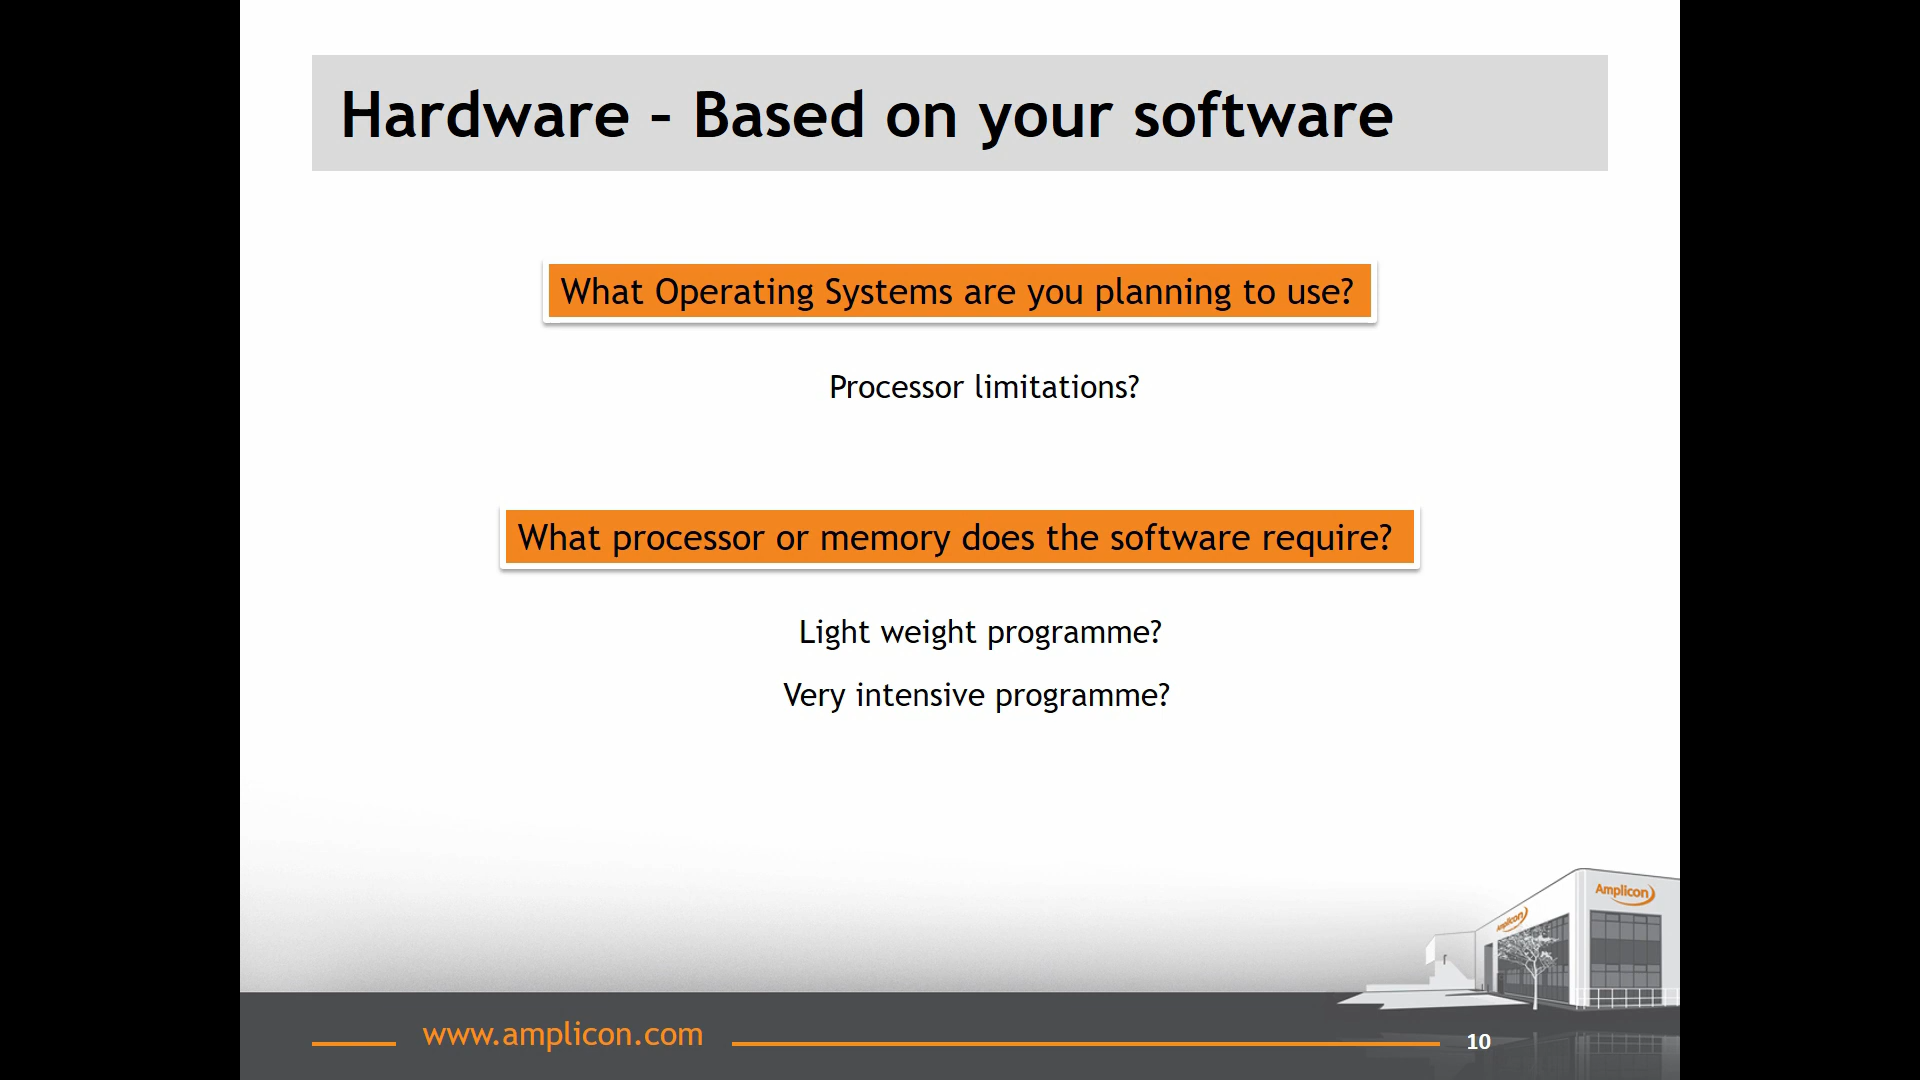 Hardware – Based on your software
What Operating Systems are you planning to use?
Processor limitations?
What processor or memory does the software require?
Light weight programme?
Very intensive programme?
Amplicon
Amplicon
www.amplicon.com
10